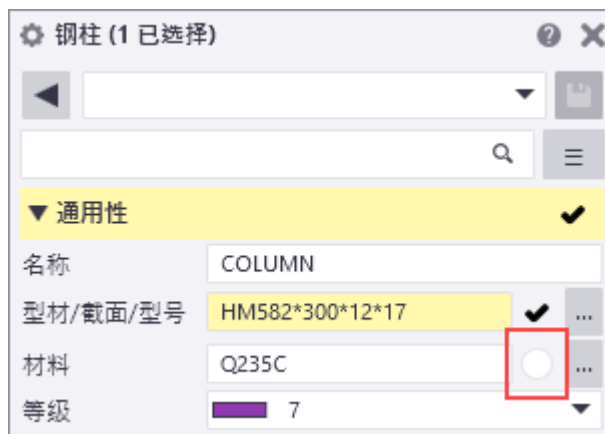 钢柱 (1 已选择)
通用性
名称 COLUMN
型材/截面/型号 HM582*300*12*17 ...
材料 Q235C ...
等级 7